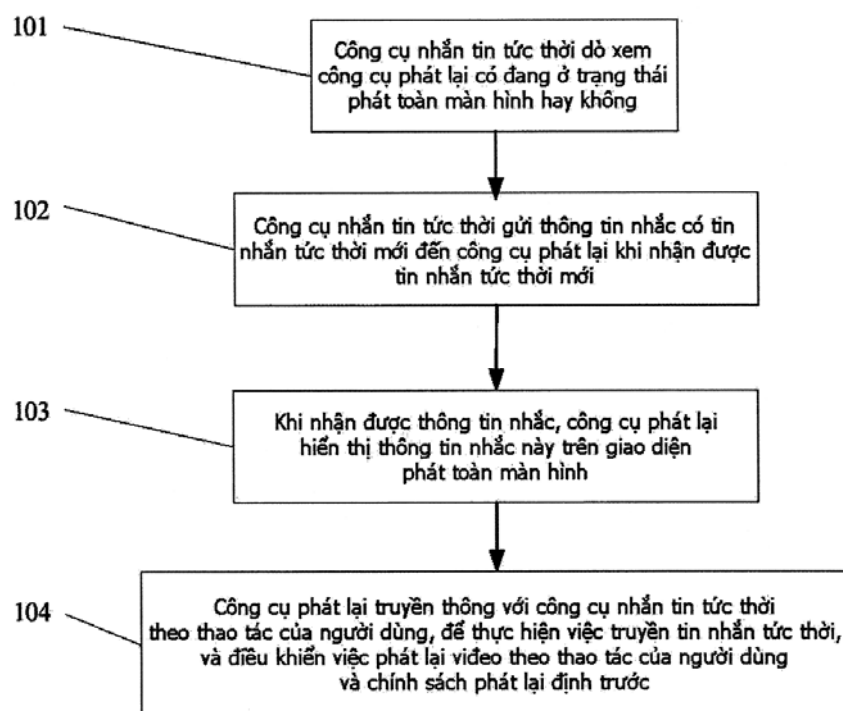 101
Công cụ nhắn tin tức thời dò xem
công cụ phát lại có đang ở trạng thái
phát toàn màn hình hay không
102
Công cụ nhắn tin tức thời gửi thông tin nhắc có tin
nhắn tức thời mới đến công cụ phát lại khi nhận được
tin nhắn tức thời mới
103
Khi nhận được thông tin nhắc, công cụ phát lại
hiển thị thông tin nhắc này trên giao diện
phát toàn màn hình
104
Công cụ phát lại truyền thông với công cụ nhắn tin tức thời
theo thao tác của người dùng, để thực hiện việc truyền tin nhắn tức thời,
và điều khiển việc phát lại video theo thao tác của người dùng
và chính sách phát lại định trước